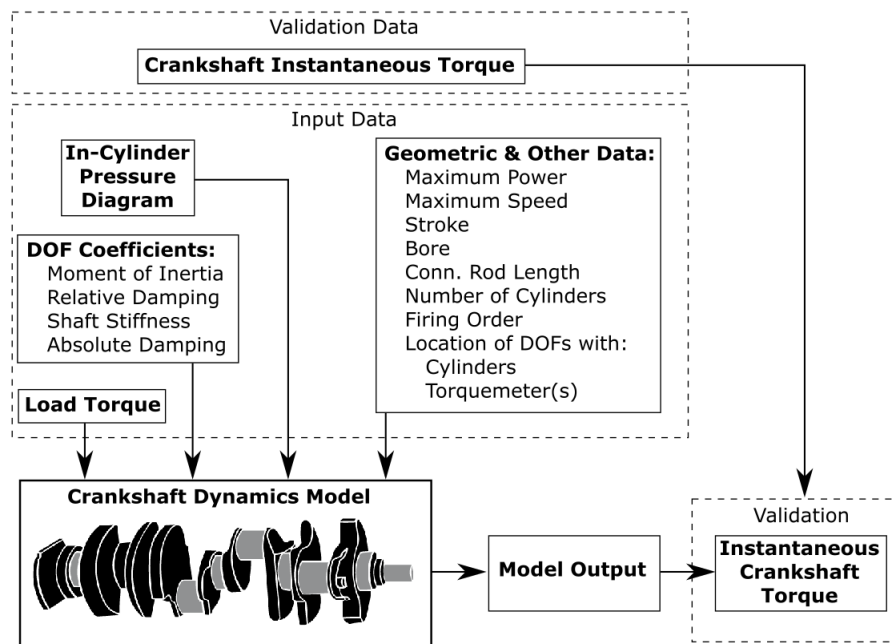 Validation Data
Crankshaft Instantaneous Torque
Input Data
In-Cylinder
Pressure
Diagram
Geometric & Other Data:
Maximum Power
Maximum Speed
Stroke
Bore
Conn. Rod Length
Number of Cylinders
Firing Order
Location of DOFs with:
Cylinders
Torquemeter(s)
DOF Coefficients:
Moment of Inertia
Relative Damping
Shaft Stiffness
Absolute Damping
Load Torque
Crankshaft Dynamics Model
Model Output
Validation
Instantaneous
Crankshaft
Torque